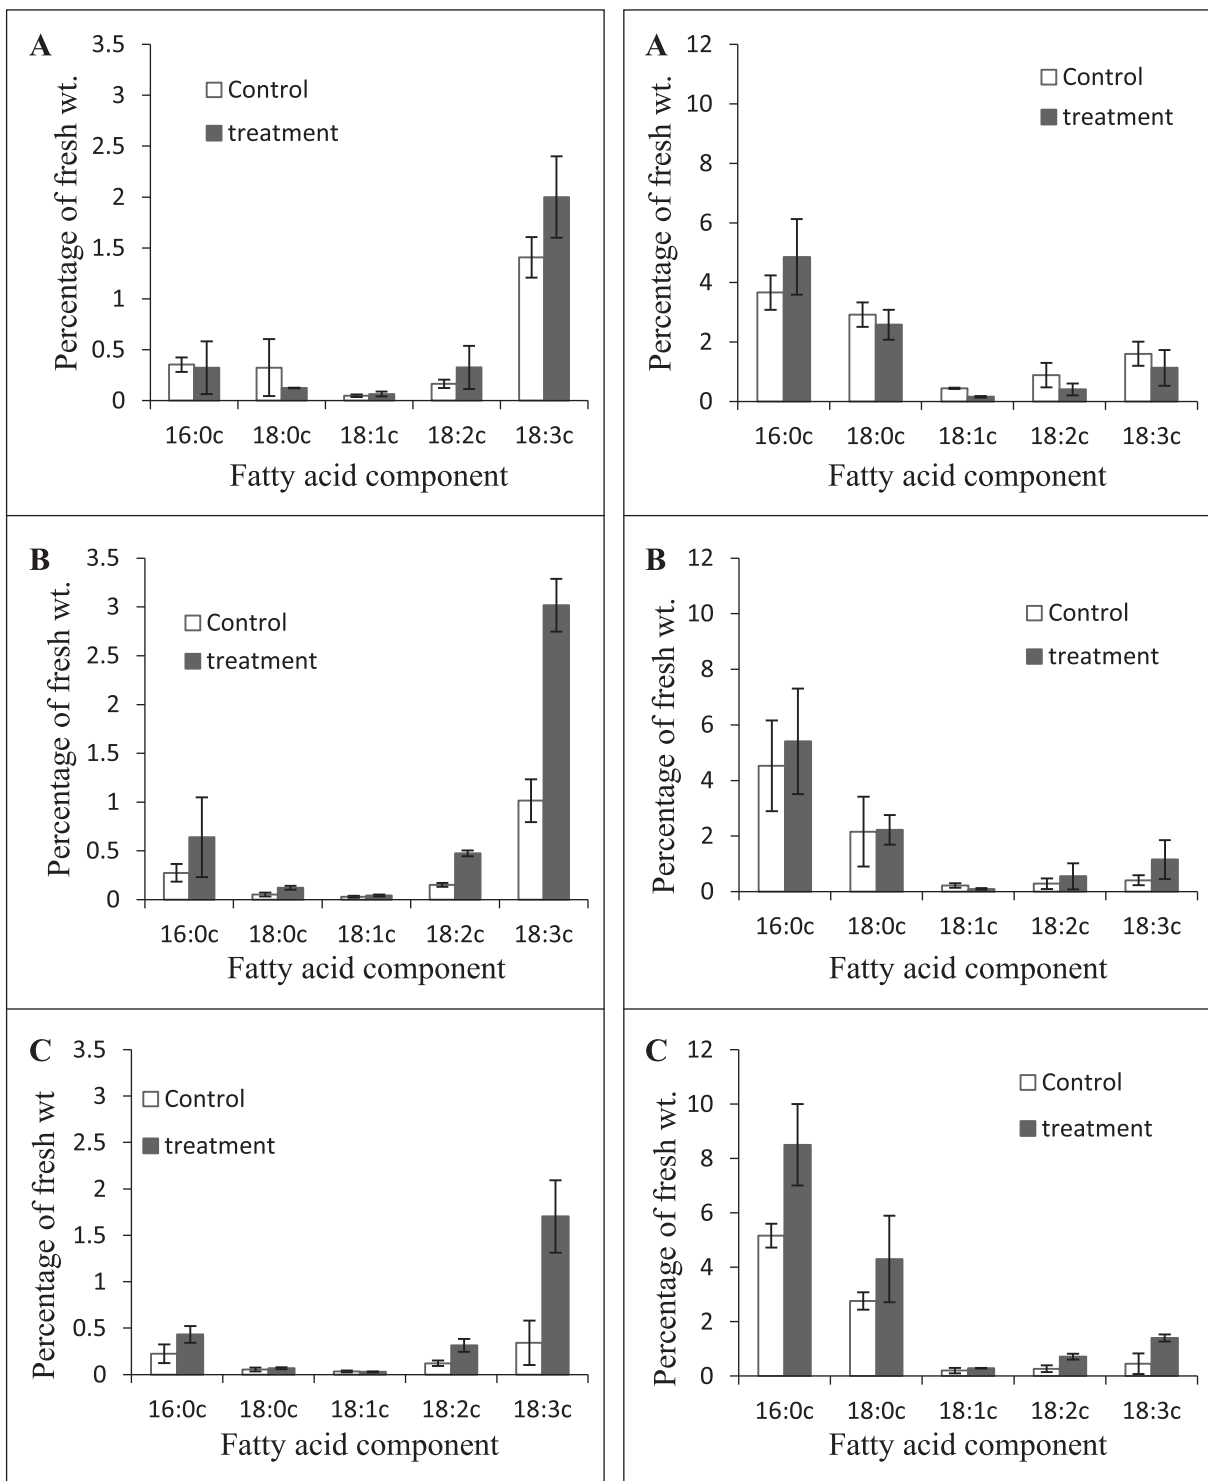 A
3.5
3
2.5
2
1.5
1
0.5
0
Percentage of fresh wt.
Control
treatment
16:0c 18:0c 18:1c 18:2c 18:3c
Fatty acid component
A
12
10
8
6
4
2
0
Percentage of fresh wt.
Control
treatment
16:0c 18:0c 18:1c 18:2c 18:3c
Fatty acid component
B
3.5
3
2.5
2
1.5
1
0.5
0
Percentage of fresh wt.
Control
treatment
16:0c 18:0c 18:1c 18:2c 18:3c
Fatty acid component
B
12
10
8
6
4
2
0
Percentage of fresh wt.
Control
treatment
16:0c 18:0c 18:1c 18:2c 18:3c
Fatty acid component
C
3.5
3
2.5
2
1.5
1
0.5
0
Percentage of fresh wt
Control
treatment
16:0c 18:0c 18:1c 18:2c 18:3c
Fatty acid component
C
12
10
8
6
4
2
0
Percentage of fresh wt.
Control
treatment
16:0c 18:0c 18:1c 18:2c 18:3c
Fatty acid component